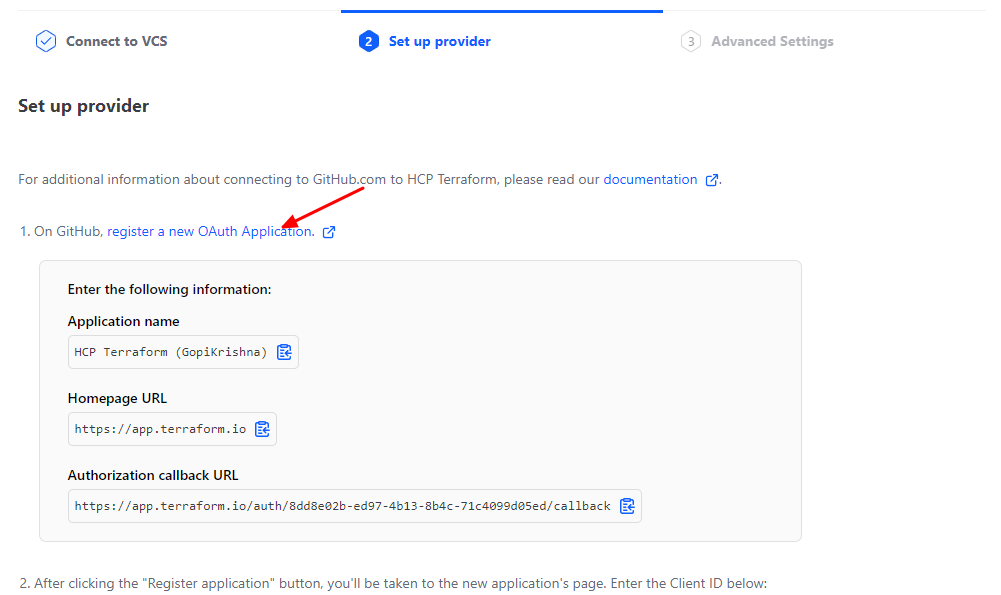 Connect to VCS
2 Set up provider
3 Advanced Settings
Set up provider
For additional information about connecting to GitHub.com to HCP Terraform, please read our documentation .
1. On GitHub, register a new OAuth Application.
Enter the following information:
Application name
HCP Terraform (GopiKrishna)
Homepage URL
https://app.terraform.io
Authorization callback URL
https://app.terraform.io/auth/8dd8e02b-ed97-4b13-8b4c-71c4099d05ed/callback
2. After clicking the "Register application" button, you'll be taken to the new application's page. Enter the Client ID below: